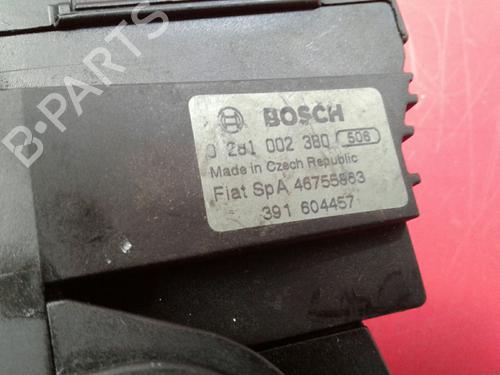 B-PARTS
BOSCH
0 281 002 380 506
Made in Czech Republic
Fiat SpA 46755863
391 604457